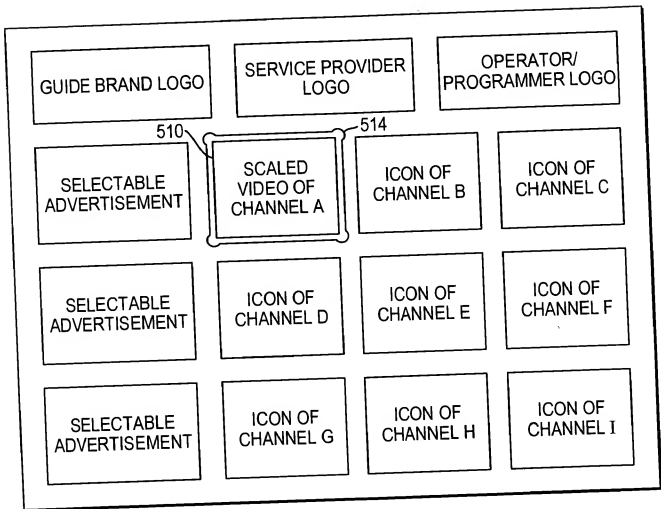 GUIDE BRAND LOGO
SERVICE PROVIDER
LOGO
OPERATOR/
PROGRAMMER LOGO
510
514
SELECTABLE
ADVERTISEMENT
SCALED
VIDEO OF
CHANNEL A
ICON OF
CHANNEL B
ICON OF
CHANNEL C
SELECTABLE
ADVERTISEMENT
ICON OF
CHANNEL D
ICON OF
CHANNEL E
ICON OF
CHANNEL F
SELECTABLE
ADVERTISEMENT
ICON OF
CHANNEL G
ICON OF
CHANNEL H
ICON OF
CHANNEL I